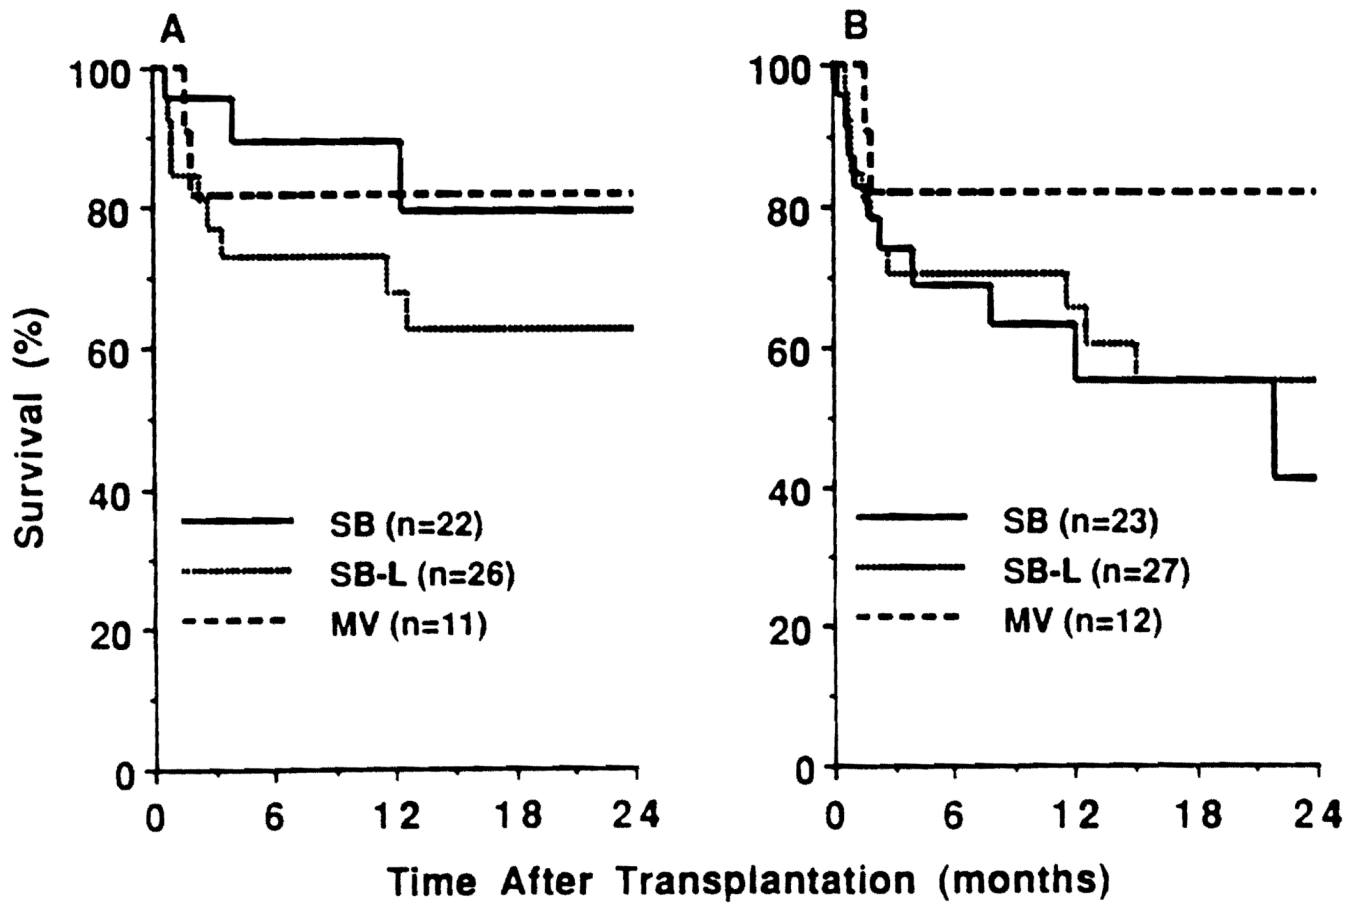 A
100
80
60
40
20
0
Survival (%)
SB (n=22)
SB-L (n=26)
MV (n=11)
0 6 12 18 24
B
100
80
60
40
20
0
SB (n=23)
SB-L (n=27)
MV (n=12)
0 6 12 18 24
Time After Transplantation (months)